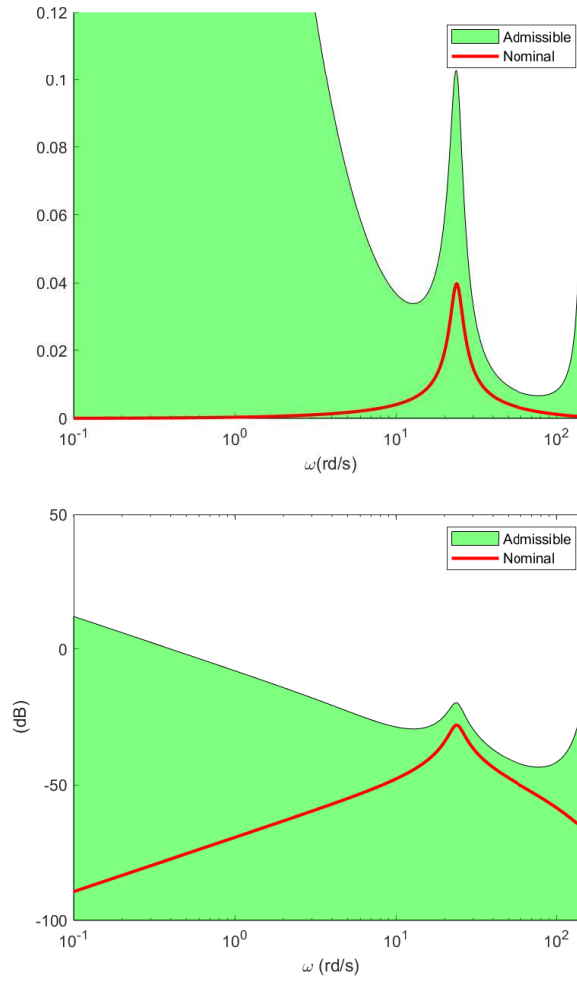 0.12
0.1
0.08
0.06
0.04
0.02
0
Admissible
Nominal
10⁻¹ 10⁰ 10¹ 10²
ω(rd/s)
50
0
-50
-100
(dB)
Admissible
Nominal
10⁻¹ 10⁰ 10¹ 10²
ω (rd/s)